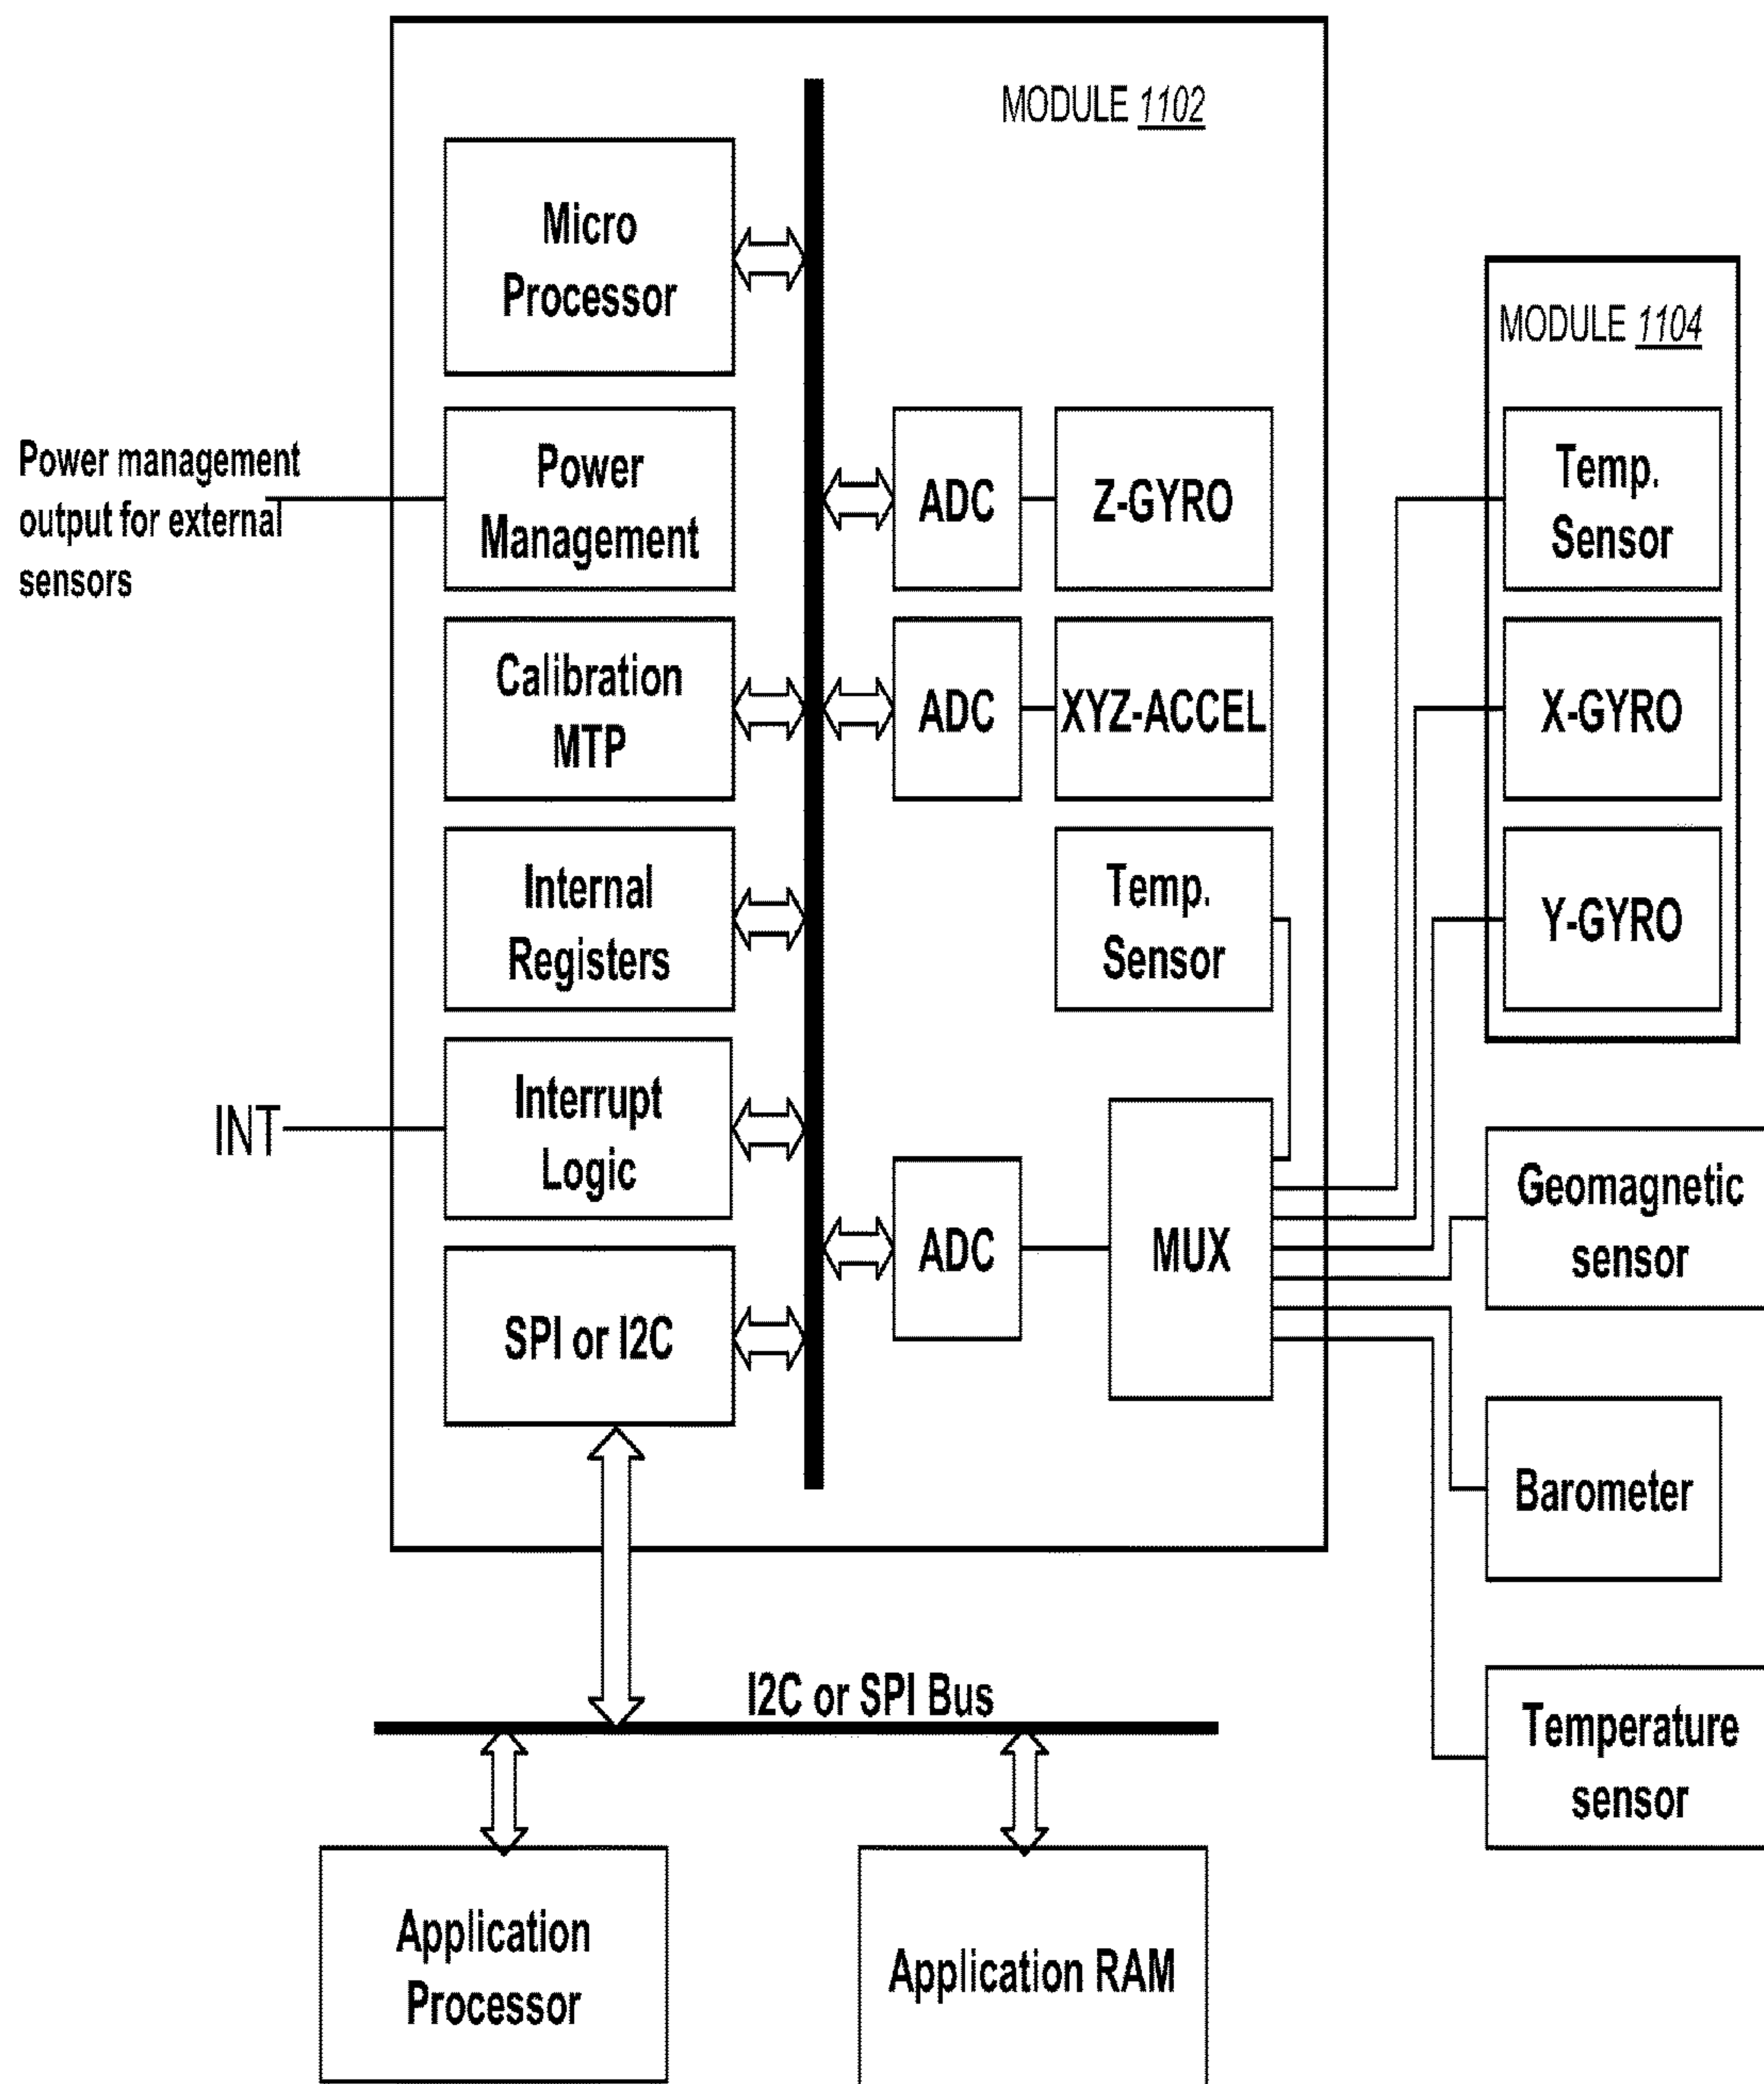 MODULE 1102
Micro
Processor
MODULE 1104
Power management
output for external
sensors
Power
Management
ADC
Z-GYRO
Temp.
Sensor
Calibration
MTP
ADC
XYZ-ACCEL
X-GYRO
Internal
Registers
Temp.
Sensor
Y-GYRO
INT
Interrupt
Logic
ADC
MUX
Geomagnetic
sensor
SPI or I2C
Barometer
I2C or SPI Bus
Temperature
sensor
Application
Processor
Application RAM